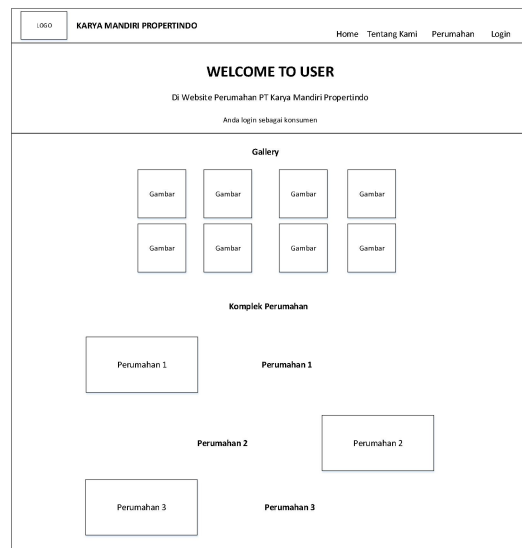 LOGO
KARYA MANDIRI PROPERTINDO
Home Tentang Kami Perumahan Login
WELCOME TO USER
Di Website Perumahan PT Karya Mandiri Propertindo
Anda login sebagai konsumen
Gallery
Gambar Gambar Gambar Gambar
Gambar Gambar Gambar Gambar
Komplek Perumahan
Perumahan 1 Perumahan 1
Perumahan 2 Perumahan 2
Perumahan 3 Perumahan 3